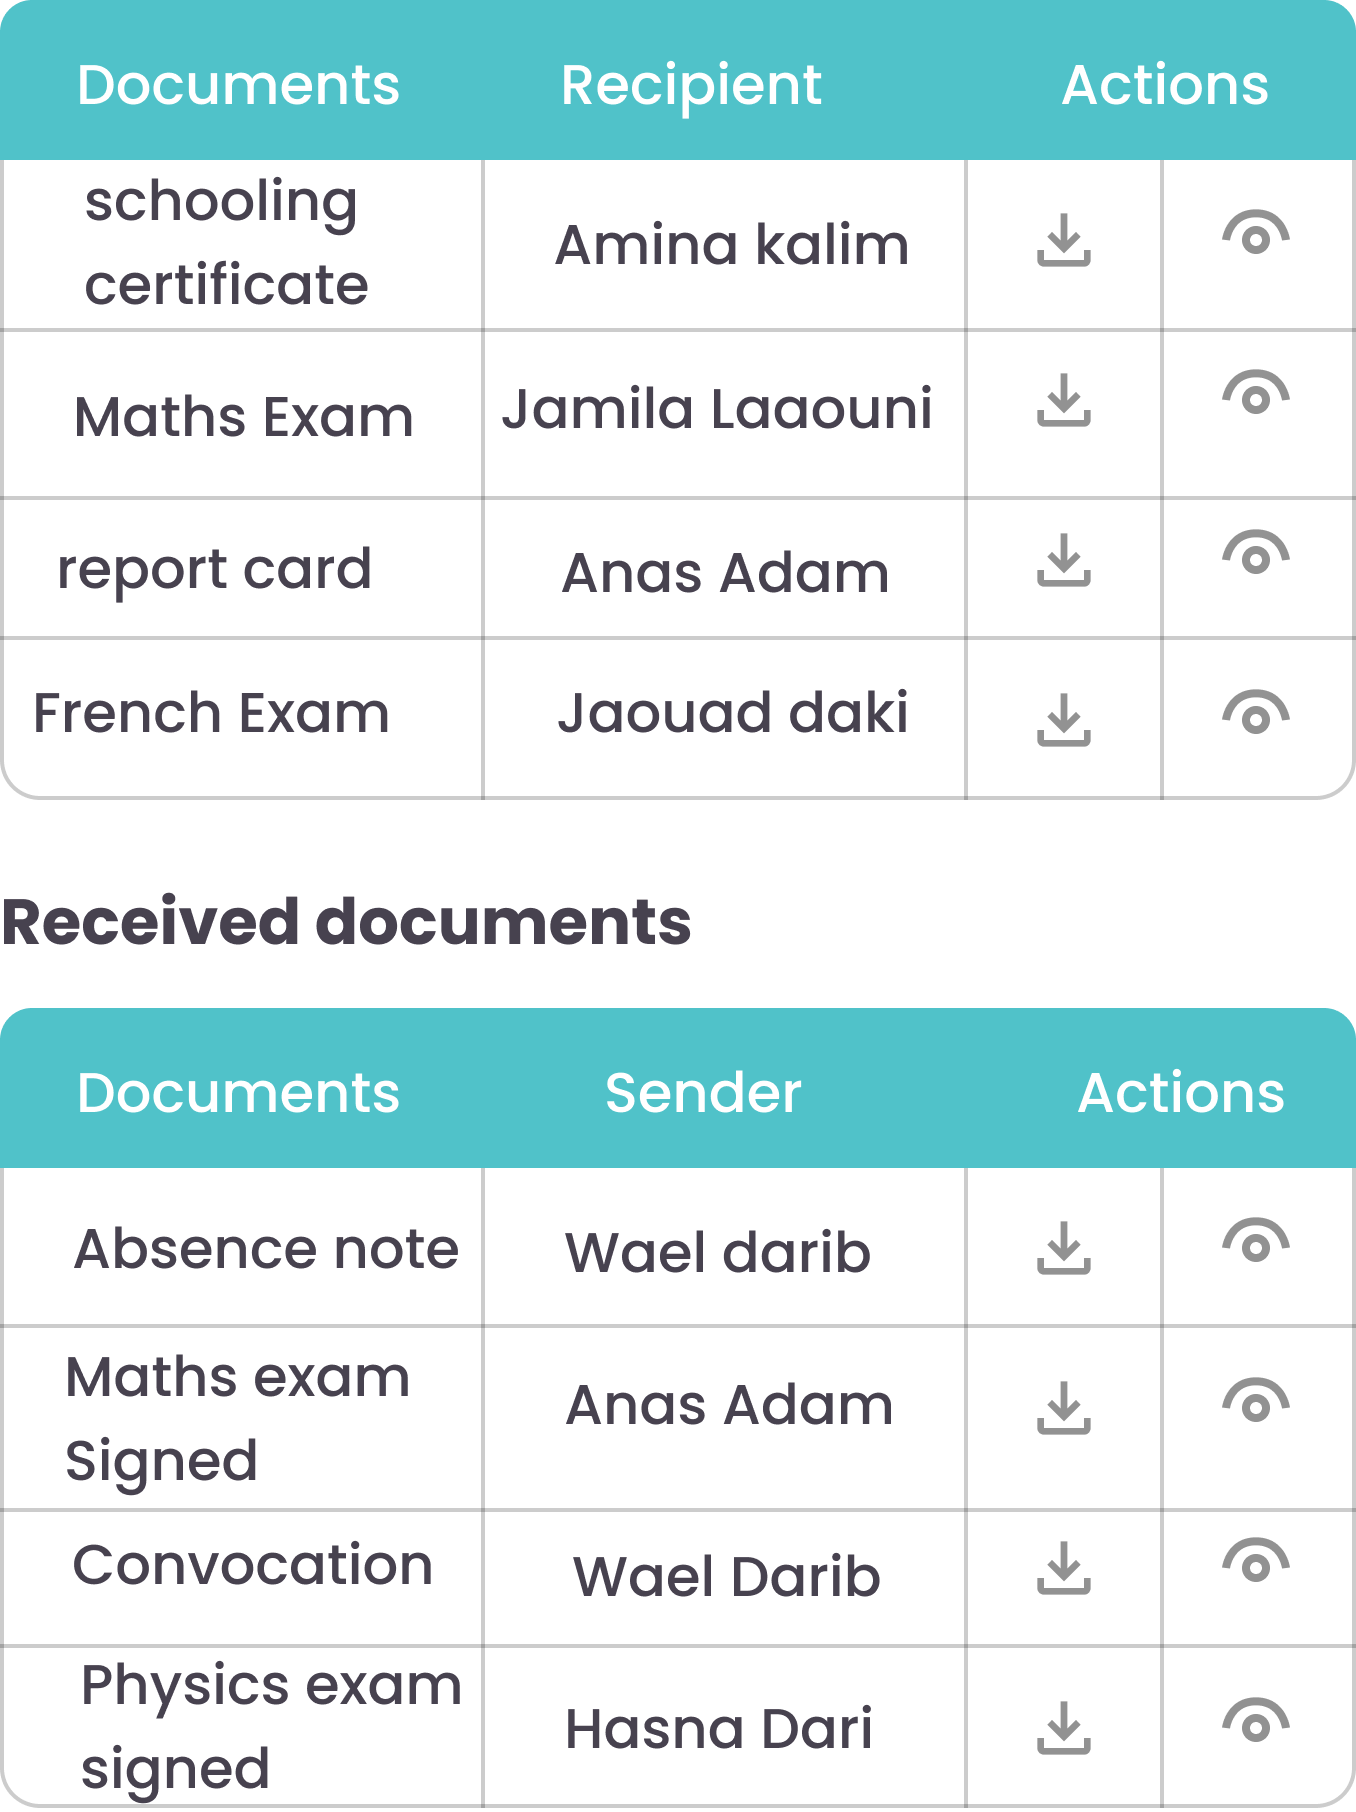 Documents Recipient Actions
schooling
certificate
Amina kalim
Maths Exam Jamila Laaouni
report card Anas Adam
French Exam Jaouad daki
Received documents
Documents Sender Actions
Absence note Wael darib
Maths exam
Signed
Anas Adam
Convocation Wael Darib
Physics exam
signed
Hasna Dari